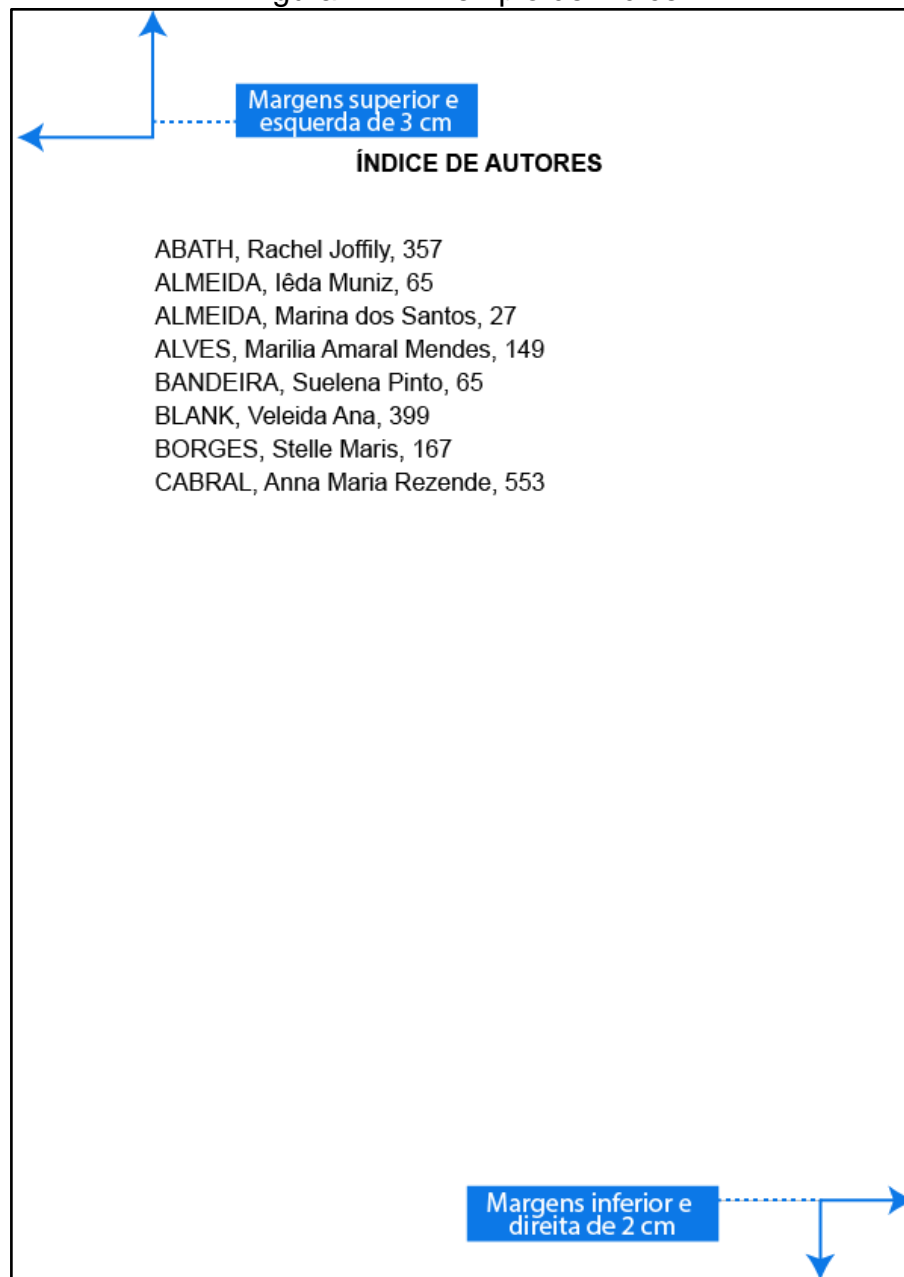 Margens superior e
esquerda de 3 cm
ÍNDICE DE AUTORES
ABATH, Rachel Joffily, 357
ALMEIDA, Iêda Muniz, 65
ALMEIDA, Marina dos Santos, 27
ALVES, Marilia Amaral Mendes, 149
BANDEIRA, Suelena Pinto, 65
BLANK, Veleida Ana, 399
BORGES, Stelle Maris, 167
CABRAL, Anna Maria Rezende, 553
Margens inferior e
direita de 2 cm